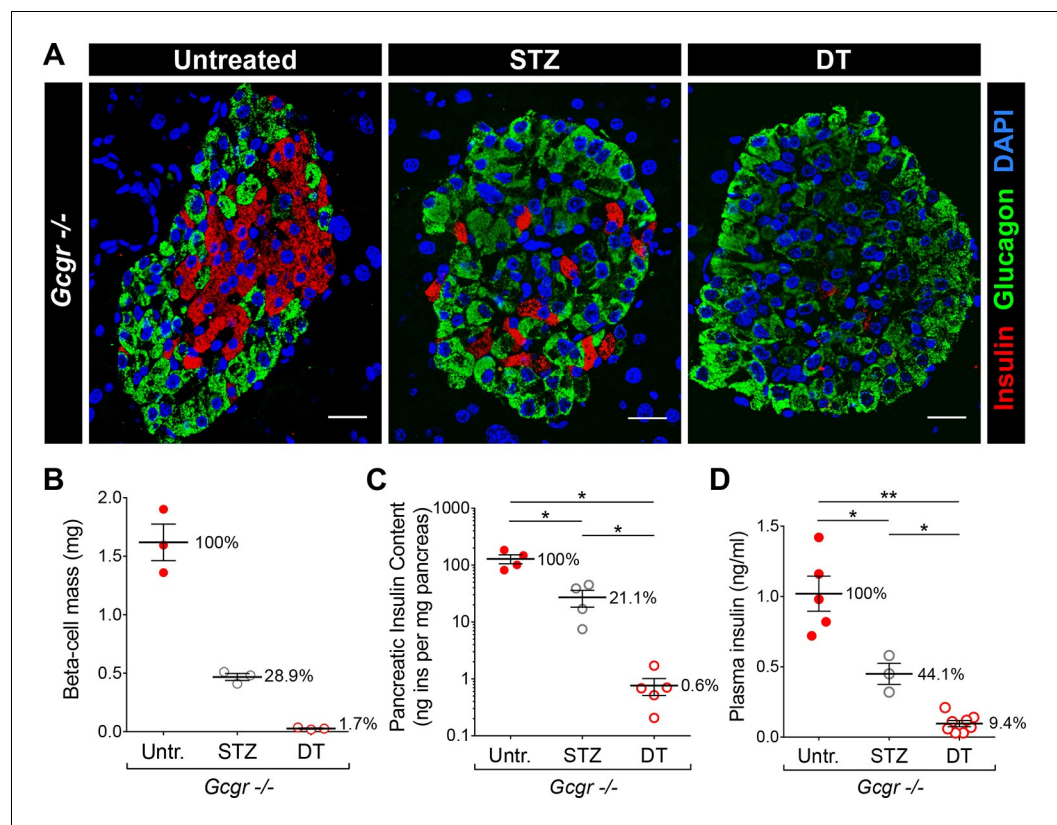 A
Untreated
STZ
DT
Gcgr -/-
Insulin Glucagon DAPI
B
Beta-cell mass (mg)
2.0
1.5
1.0
0.5
0.0
100%
28.9%
1.7%
Untr.
STZ
DT
Gcgr -/-
C
Pancreatic Insulin Content
(ng ins per mg pancreas)
1000
100
10
1
0.1
*
*
*
100%
21.1%
0.6%
Untr.
STZ
DT
Gcgr -/-
D
Plasma insulin (ng/ml)
1.5
1.0
0.5
0.0
**
*
*
100%
44.1%
9.4%
Untr.
STZ
DT
Gcgr -/-